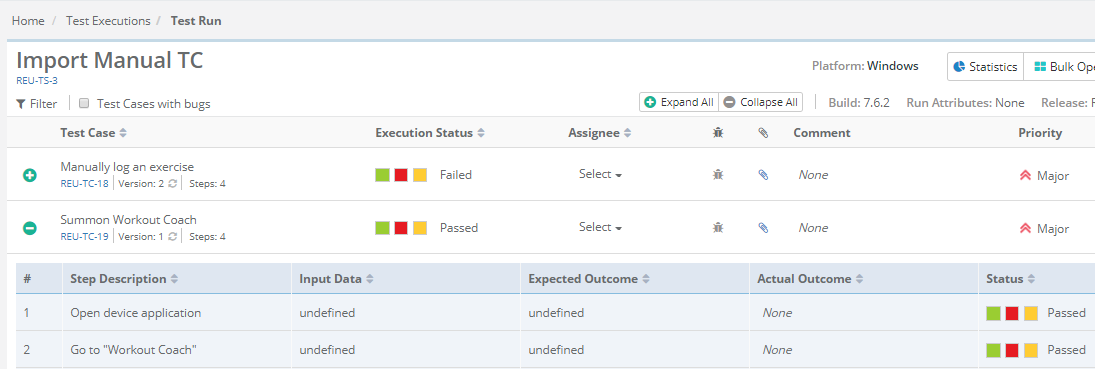 Home / Test Executions / Test Run
Import Manual TC
REU-TS-3
Platform: Windows
Statistics
Bulk Ope
Filter
Test Cases with bugs
Expand All
Collapse All
Build: 7.6.2 Run Attributes: None Release:
Test Case Execution Status Assignee Comment Priority
Manually log an exercise
REU-TC-18 Version: 2 Steps: 4
Failed Select None Major
Summon Workout Coach
REU-TC-19 Version: 1 Steps: 4
Passed Select None Major
# Step Description Input Data Expected Outcome Actual Outcome Status
1 Open device application undefined undefined None Passed
2 Go to "Workout Coach" undefined undefined None Passed